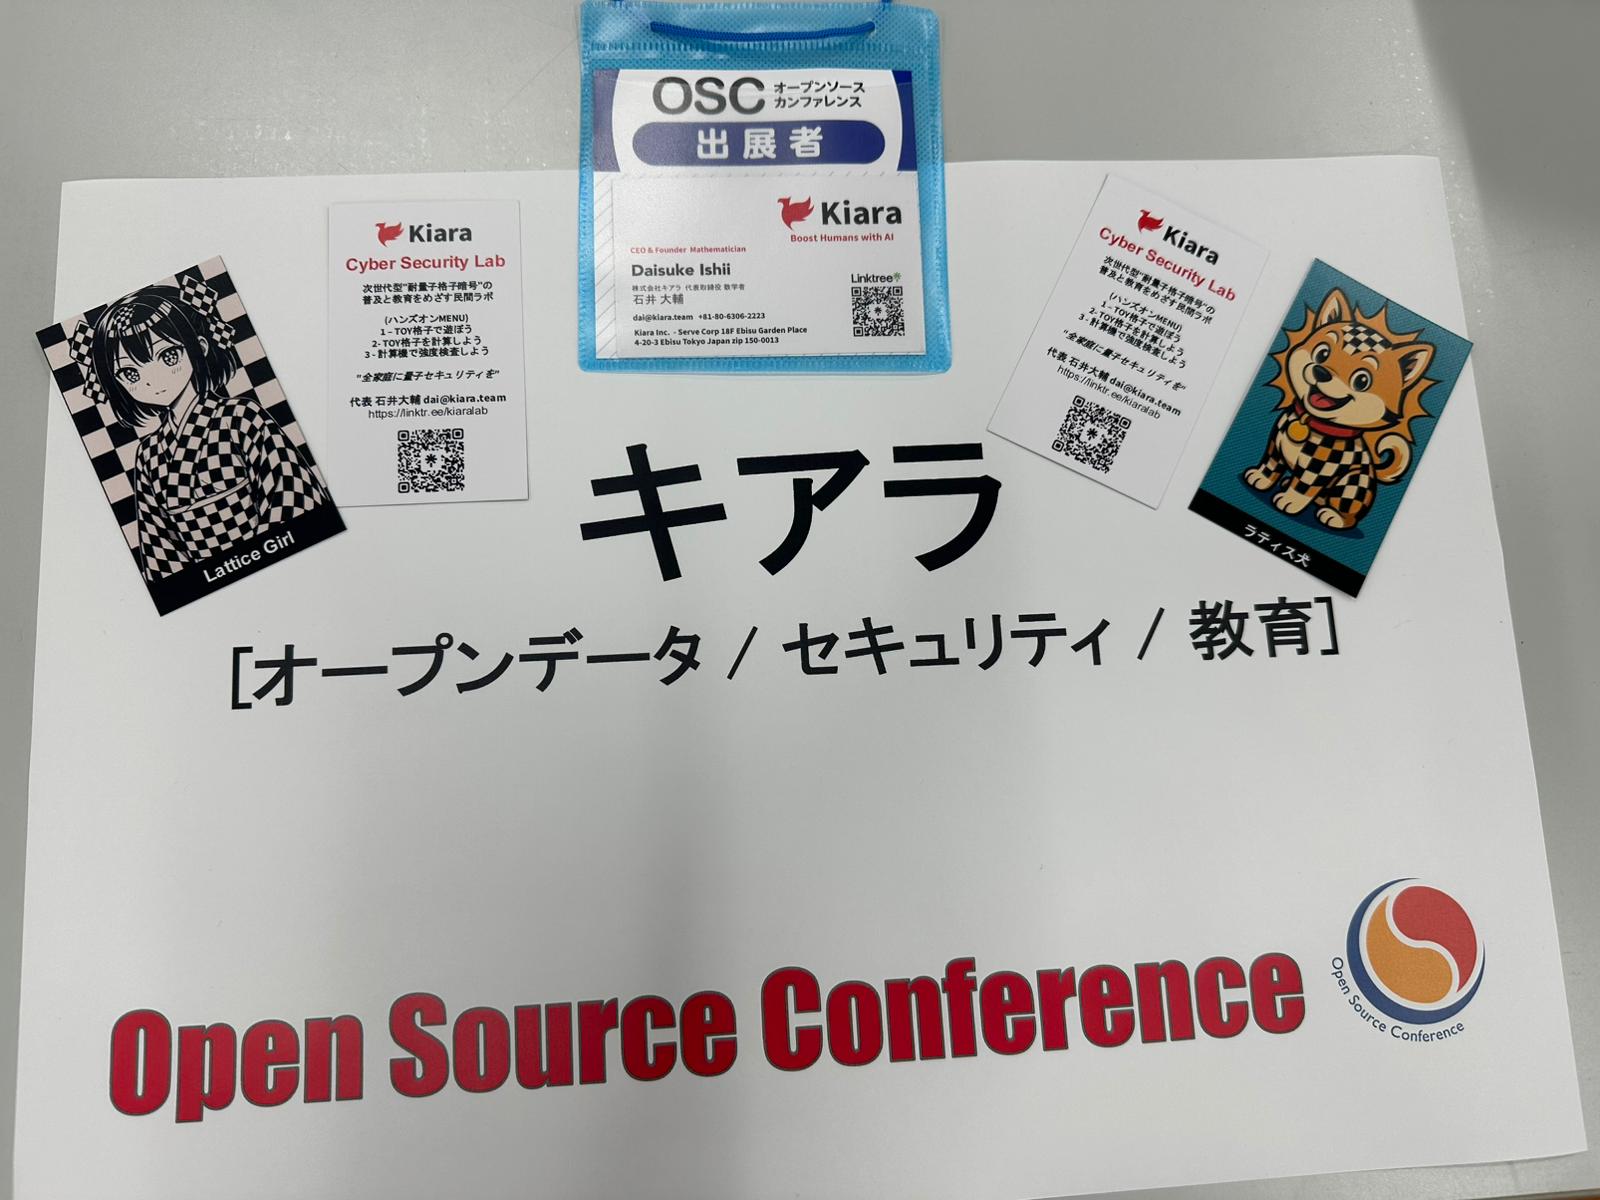 OSC オープンソース
カンファレンス
出展者
Kiara
Boost Humans with AI
CEO & Founder Mathematician
Daisuke Ishii
株式会社キアラ 代表取締役 数学者
石井 大輔
dai@kiara.team +81-80-6306-2223
Kiara Inc. - Serve Corp 18F Ebisu Garden Place
4-20-3 Ebisu Tokyo Japan zip 150-0013
Linktree
Lattice Girl
Kiara
Cyber Security Lab
次世代型"耐量子格子暗号"の
普及と教育をめざす民間ラボ
(ハンズオンMENU)
1 - TOY格子で遊ぼう
2- TOY格子を計算しよう
3 - 計算機で強度検査しよう
"全家庭に量子セキュリティを"
代表 石井大輔 dai@kiara.team
https://linktr.ee/kiaralab
Kiara
Cyber Security Lab
次世代型"耐量子格子暗号"の
普及と教育をめざす民間ラボ
(ハンズオンMENU)
1 - TOY格子で遊ぼう
2- TOY格子を計算しよう
3 - 計算機で強度検査しよう
"全家庭に量子セキュリティを"
代表 石井大輔 dai@kiara.team
https://linktr.ee/kiaralab
ラティス犬
キアラ
[オープンデータ / セキュリティ / 教育]
Open Source Conference
Open Source Conference